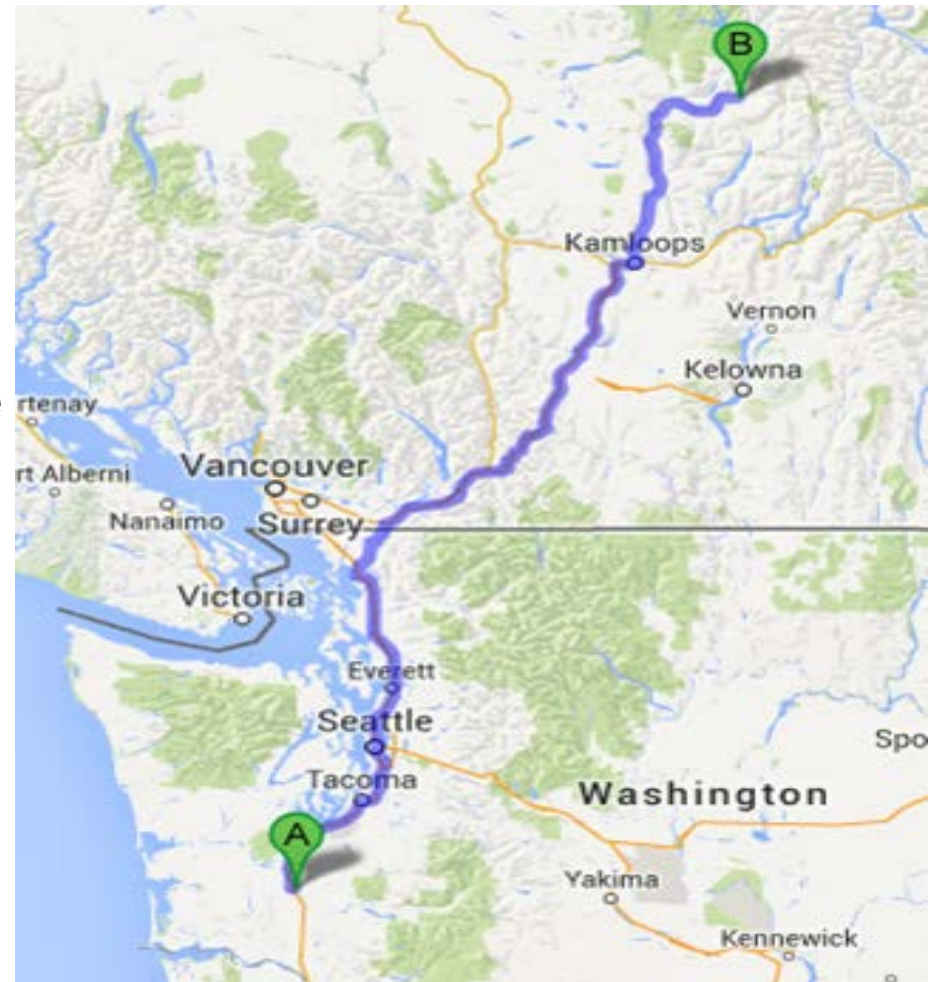 B
Kamloops
Vernon
Kelowna
rtenay
Vancouver
rt Alberni
Surrey
Nanaimo
Victoria
Everett
Seattle
Spo
Tacoma
Washington
A
Yakima
Kennewick